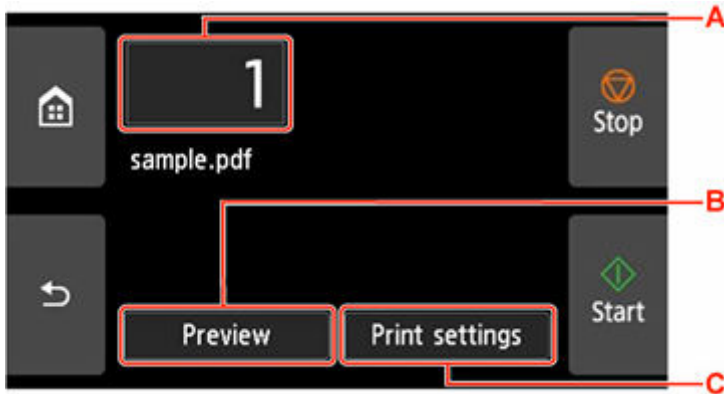 A
1
Stop
sample.pdf
B
Start
Preview
Print settings
C